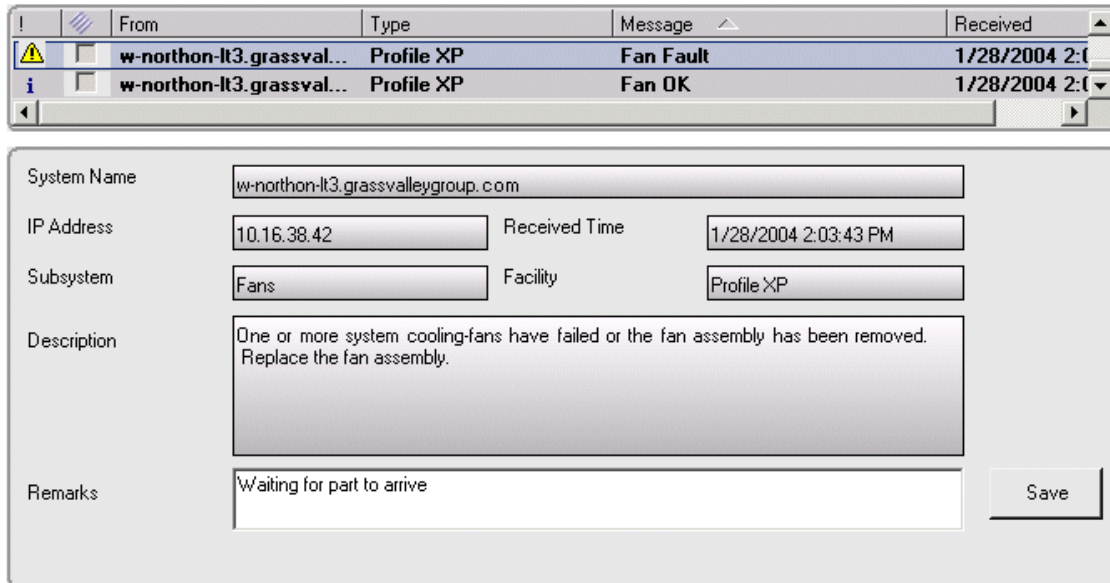 ! From Type Message Received
w-northon-lt3.grassval... Profile XP Fan Fault 1/28/2004 2:0
i w-northon-lt3.grassval... Profile XP Fan OK 1/28/2004 2:0
System Name w-northon-lt3.grassvalleygroup.com
IP Address 10.16.38.42 Received Time 1/28/2004 2:03:43 PM
Subsystem Fans Facility Profile XP
Description One or more system cooling-fans have failed or the fan assembly has been removed.
Replace the fan assembly.
Remarks Waiting for part to arrive Save